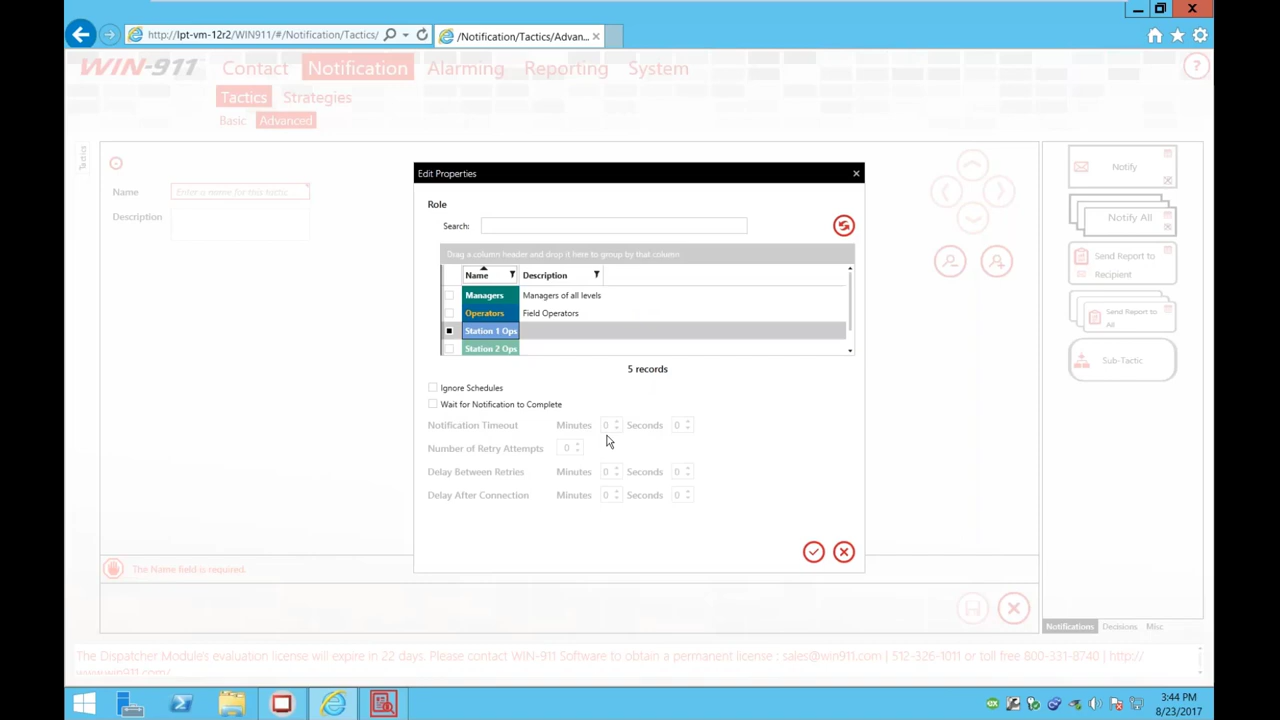 http://lpt-vm-12r2/WIN911/#/Notification/Tactics/
/Notification/Tactics/Advan...
WIN-911
Contact Notification Alarming Reporting System
Tactics Strategies
Basic Advanced
Tactics
Name Enter a name for this tactic
Description
Edit Properties
Role
Search:
Drag a column header and drop it here to group by that column
Name Description
Managers Managers of all levels
Operators Field Operators
Station 1 Ops
Station 2 Ops
5 records
Ignore Schedules
Wait for Notification to Complete
Notification Timeout Minutes 0 Seconds 0
Number of Retry Attempts 0
Delay Between Retries Minutes 0 Seconds 0
Delay After Connection Minutes 0 Seconds 0
Notify
Notify All
Send Report to
Recipient
Send Report to
All
Sub-Tactic
The Name field is required.
Notifications Decisions Misc
The Dispatcher Module's evaluation license will expire in 22 days. Please contact WIN-911 Software to obtain a permanent license : sales@win911.com | 512-326-1011 or toll free 800-331-8740 | http://
www.win911.com/
3:44 PM
8/23/2017